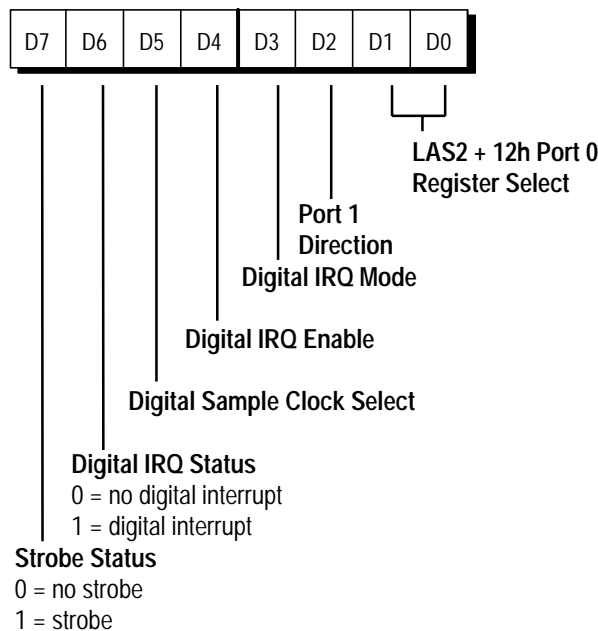 D7 D6 D5 D4 D3 D2 D1 D0
LAS2 + 12h Port 0
Register Select
Port 1
Direction
Digital IRQ Mode
Digital IRQ Enable
Digital Sample Clock Select
Digital IRQ Status
0 = no digital interrupt
1 = digital interrupt
Strobe Status
0 = no strobe
1 = strobe